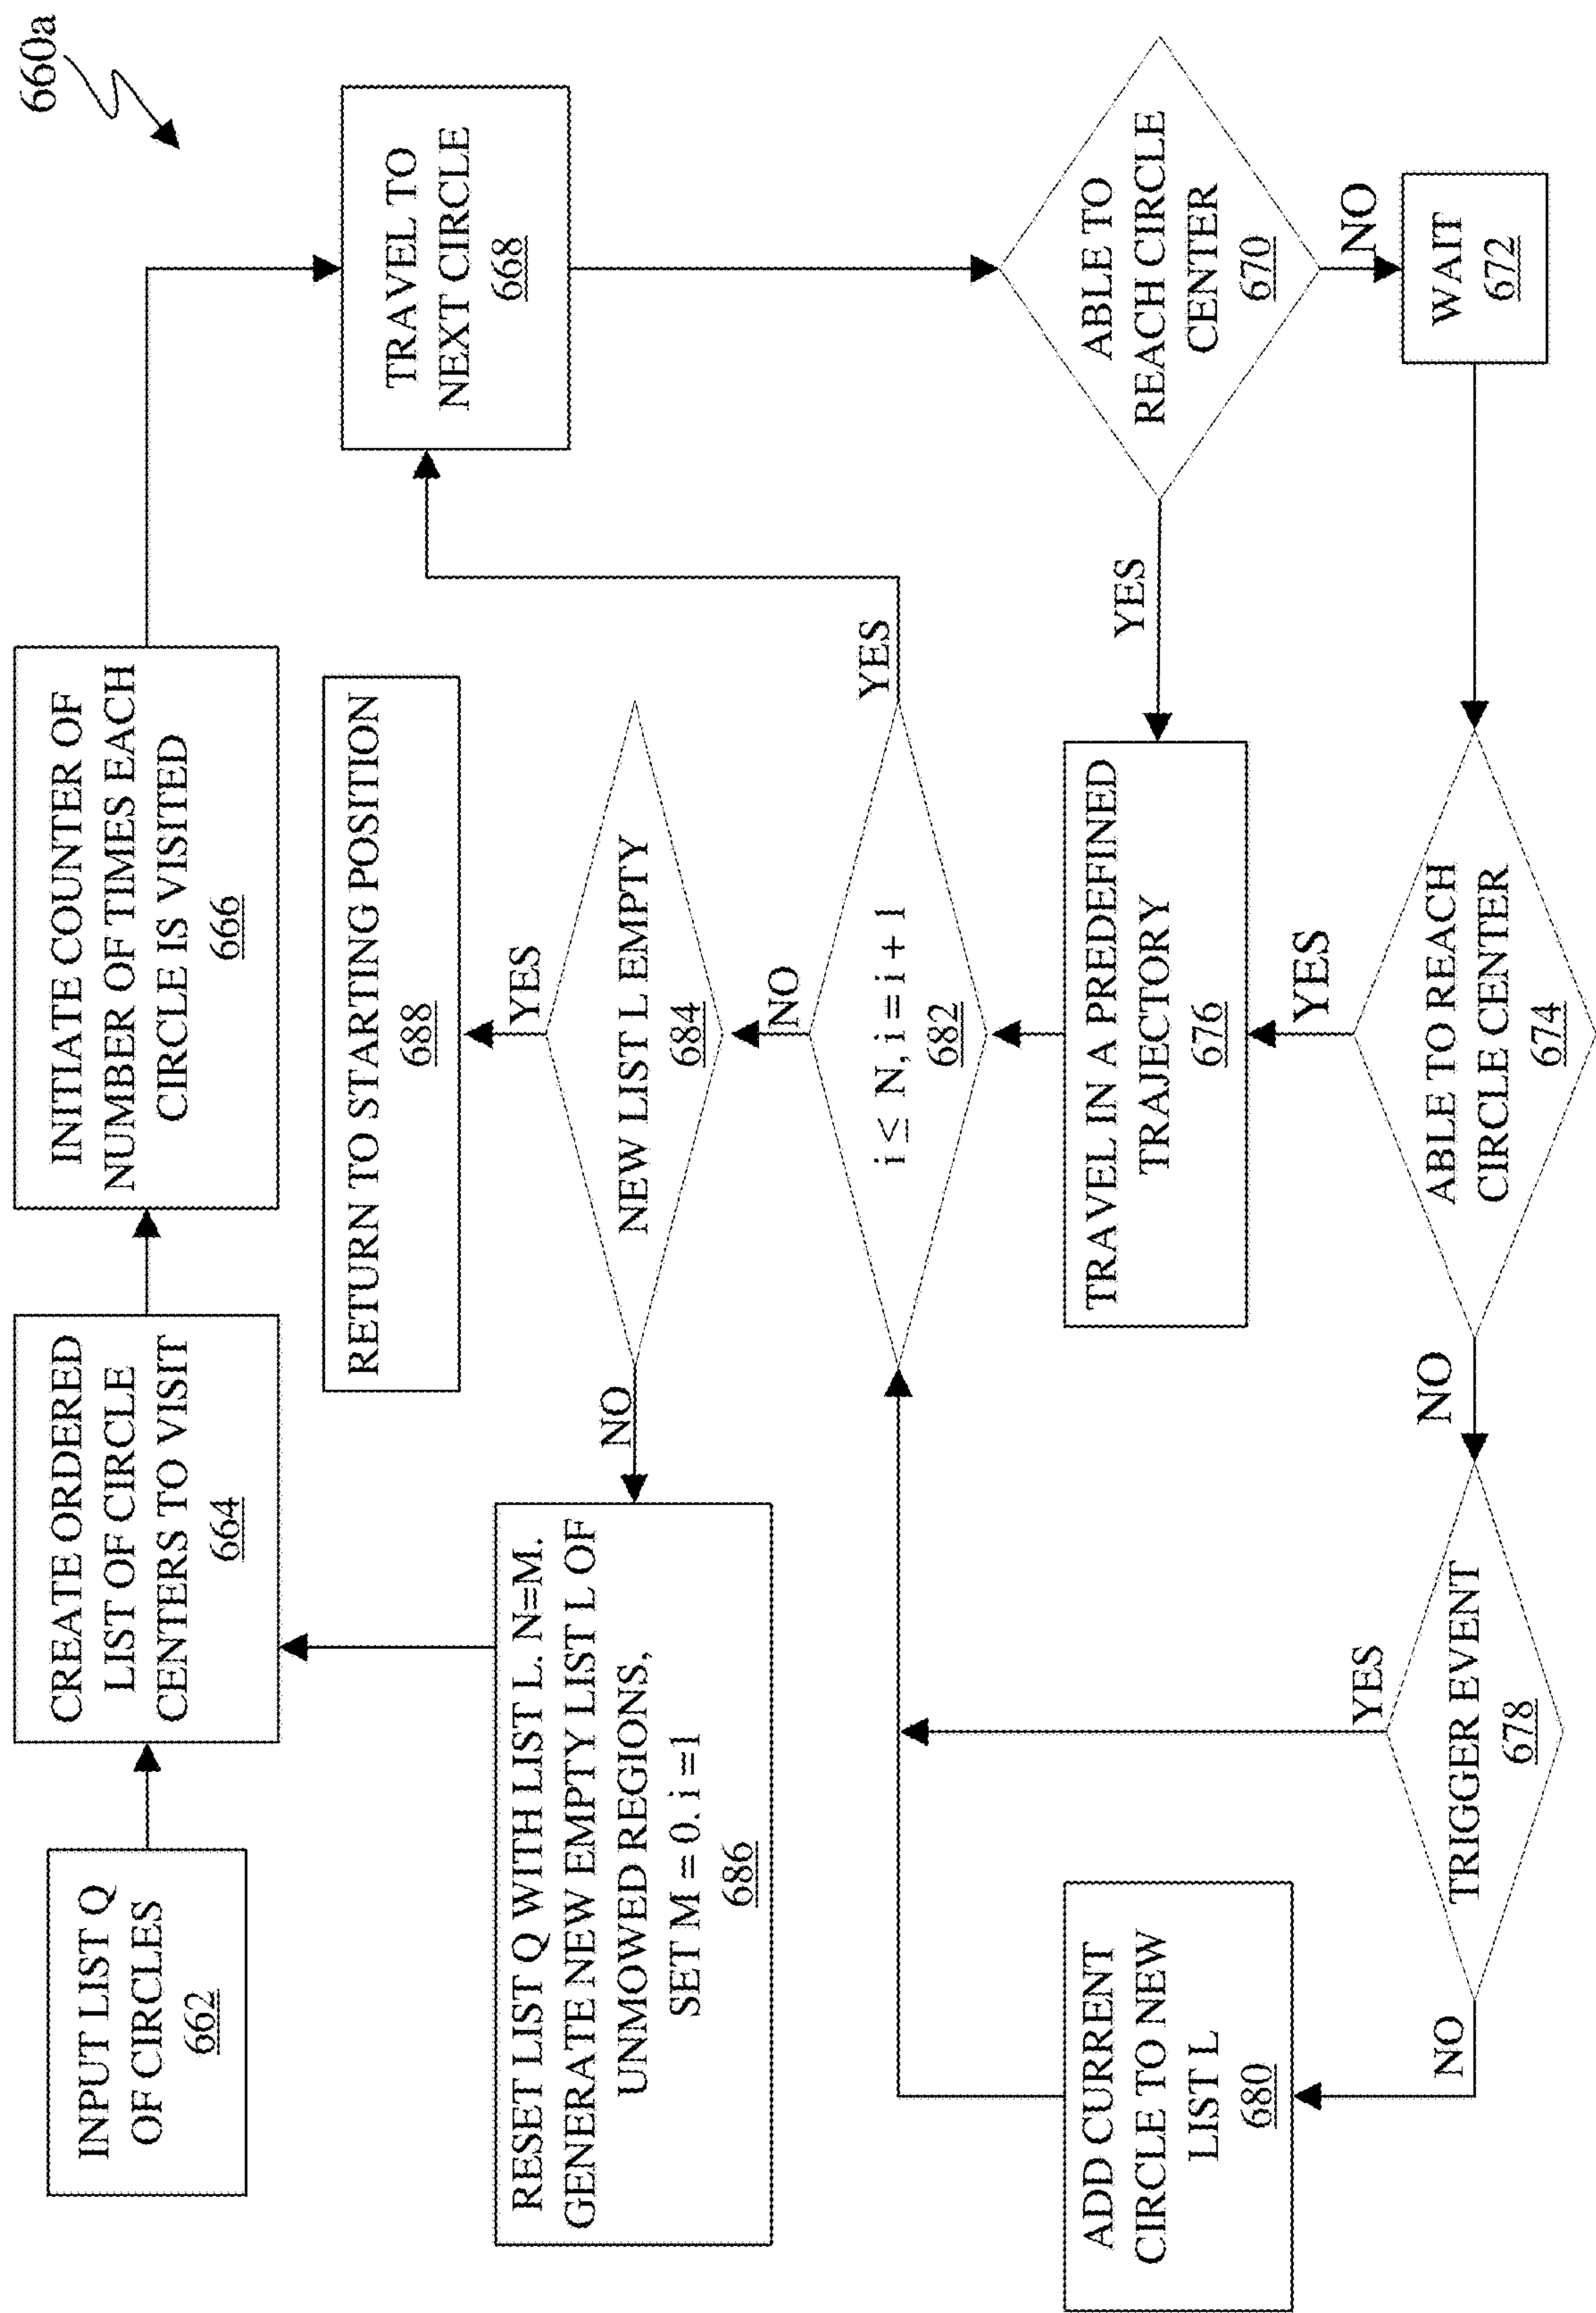 660a
INPUT LIST Q
OF CIRCLES
662
CREATE ORDERED
LIST OF CIRCLE
CENTERS TO VISIT
664
INITIATE COUNTER OF
NUMBER OF TIMES EACH
CIRCLE IS VISITED
666
TRAVEL TO
NEXT CIRCLE
668
RETURN TO STARTING POSITION
688
YES
NEW LIST L EMPTY
684
NO
RESET LIST Q WITH LIST L. N=M.
GENERATE NEW EMPTY LIST L OF
UNMOWED REGIONS,
SET M = 0. i =1
686
NO
i ≤ N, i = i + 1
682
YES
ABLE TO
REACH CIRCLE
CENTER
670
YES
NO
TRAVEL IN A PREDEFINED
TRAJECTORY
676
YES
WAIT
672
ABLE TO REACH
CIRCLE CENTER
674
NO
TRIGGER EVENT
678
YES
NO
ADD CURRENT
CIRCLE TO NEW
LIST L
680